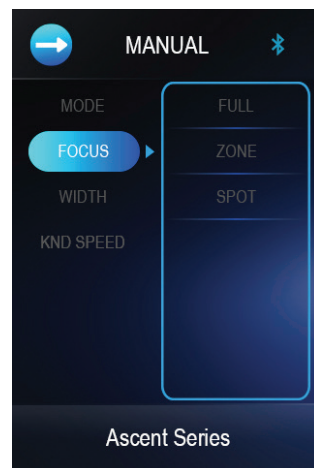 MANUAL
MODE
FULL
FOCUS
ZONE
WIDTH
SPOT
KND SPEED
Ascent Series